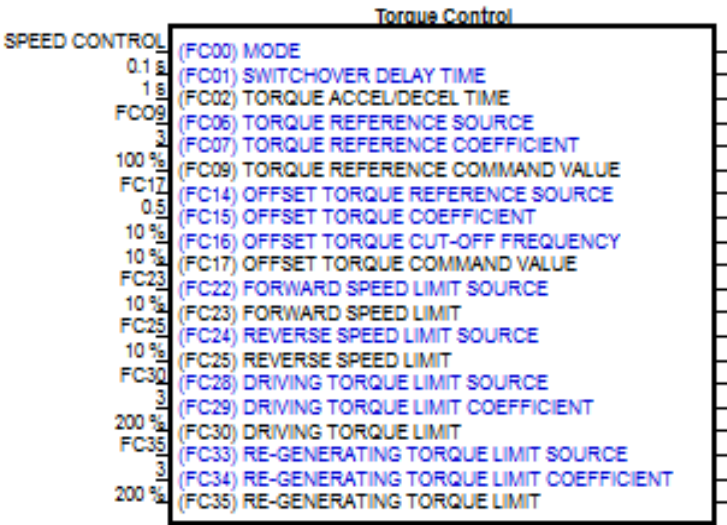 Torque Control
SPEED CONTROL (FC00) MODE
0.1 s (FC01) SWITCHOVER DELAY TIME
1 s (FC02) TORQUE ACCEL/DECEL TIME
FC09 (FC06) TORQUE REFERENCE SOURCE
3 (FC07) TORQUE REFERENCE COEFFICIENT
100 % (FC09) TORQUE REFERENCE COMMAND VALUE
FC17 (FC14) OFFSET TORQUE REFERENCE SOURCE
0.5 (FC15) OFFSET TORQUE COEFFICIENT
10 % (FC16) OFFSET TORQUE CUT-OFF FREQUENCY
10 % (FC17) OFFSET TORQUE COMMAND VALUE
FC23 (FC22) FORWARD SPEED LIMIT SOURCE
10 % (FC23) FORWARD SPEED LIMIT
FC25 (FC24) REVERSE SPEED LIMIT SOURCE
10 % (FC25) REVERSE SPEED LIMIT
FC30 (FC28) DRIVING TORQUE LIMIT SOURCE
3 (FC29) DRIVING TORQUE LIMIT COEFFICIENT
200 % (FC30) DRIVING TORQUE LIMIT
FC35 (FC33) RE-GENERATING TORQUE LIMIT SOURCE
3 (FC34) RE-GENERATING TORQUE LIMIT COEFFICIENT
200 % (FC35) RE-GENERATING TORQUE LIMIT